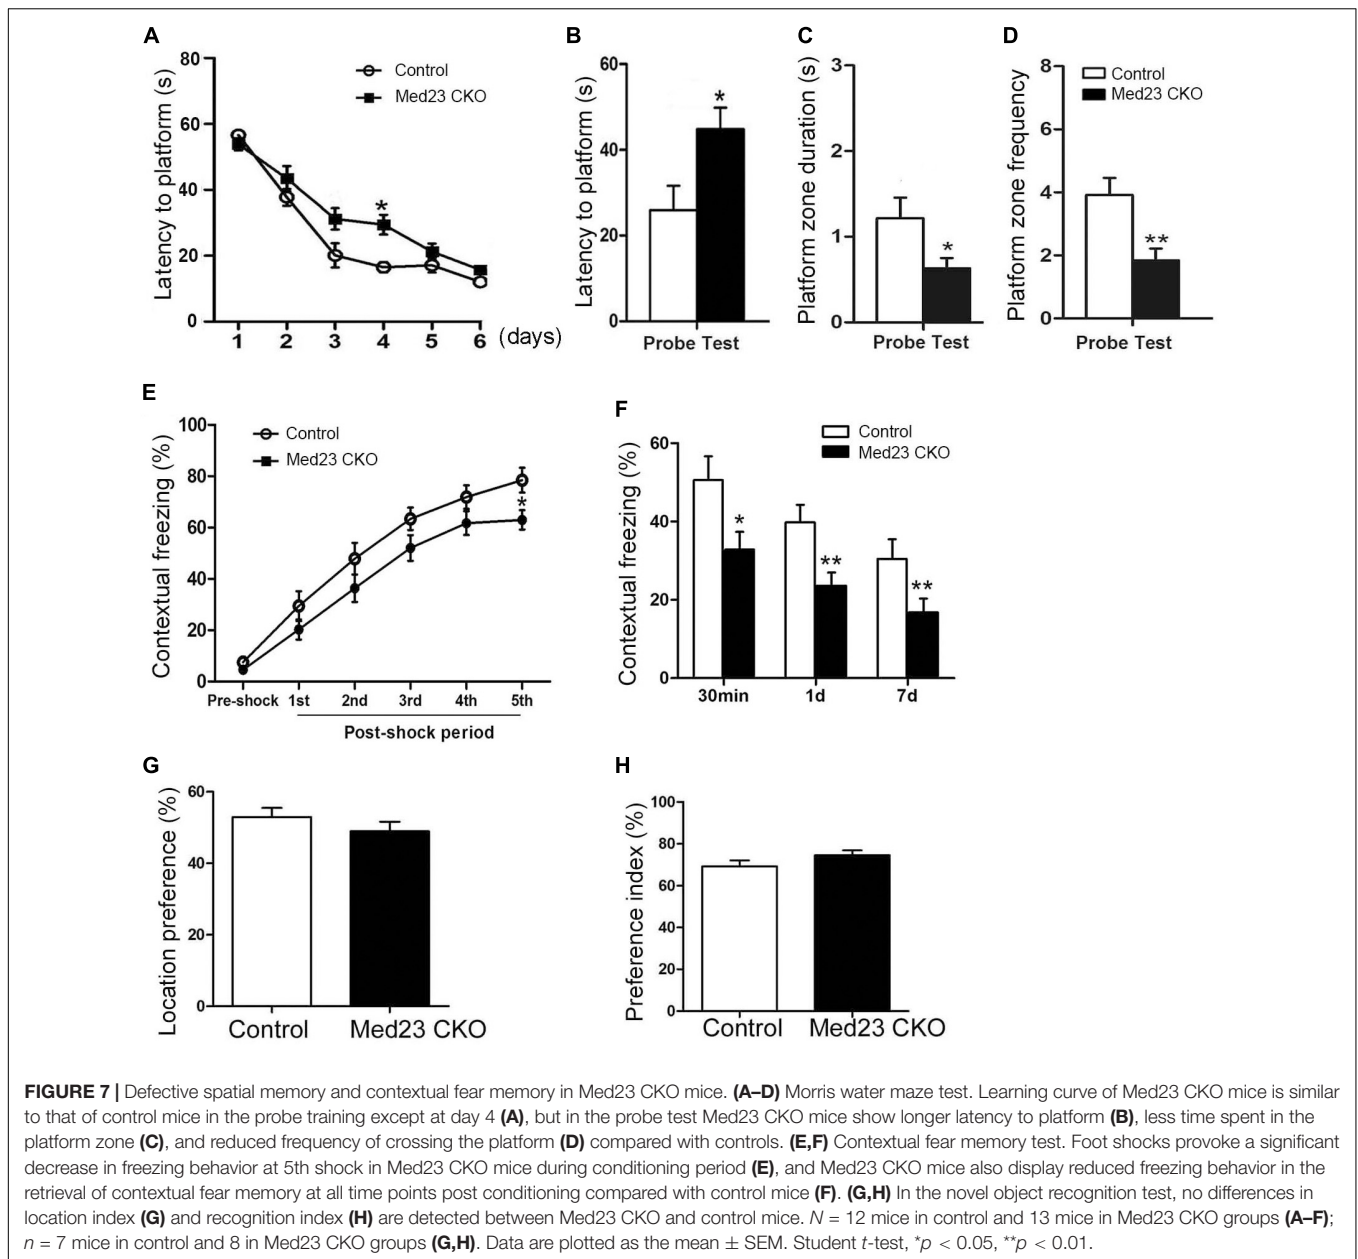 A
Latency to platform (s)
80
60
40
20
0
Control
Med23 CKO
*
1 2 3 4 5 6 (days)
B
Latency to platform (s)
60
40
20
0
*
Probe Test
C
Platform zone duration (s)
3
2
1
0
*
Probe Test
D
Platform zone frequency
8
6
4
2
0
Control
Med23 CKO
**
Probe Test
E
Contextual freezing (%)
100
80
60
40
20
0
Control
Med23 CKO
*
Pre-shock 1st 2nd 3rd 4th 5th
Post-shock period
F
Contextual freezing (%)
60
40
20
0
Control
Med23 CKO
*
**
**
30min 1d 7d
G
Location preference (%)
60
40
20
0
Control Med23 CKO
H
Preference index (%)
100
80
60
40
20
0
Control Med23 CKO
FIGURE 7 | Defective spatial memory and contextual fear memory in Med23 CKO mice. (A–D) Morris water maze test. Learning curve of Med23 CKO mice is similar
to that of control mice in the probe training except at day 4 (A), but in the probe test Med23 CKO mice show longer latency to platform (B), less time spent in the
platform zone (C), and reduced frequency of crossing the platform (D) compared with controls. (E,F) Contextual fear memory test. Foot shocks provoke a significant
decrease in freezing behavior at 5th shock in Med23 CKO mice during conditioning period (E), and Med23 CKO mice also display reduced freezing behavior in the
retrieval of contextual fear memory at all time points post conditioning compared with control mice (F). (G,H) In the novel object recognition test, no differences in
location index (G) and recognition index (H) are detected between Med23 CKO and control mice. N = 12 mice in control and 13 mice in Med23 CKO groups (A–F);
n = 7 mice in control and 8 in Med23 CKO groups (G,H). Data are plotted as the mean ± SEM. Student t-test, *p < 0.05, **p < 0.01.